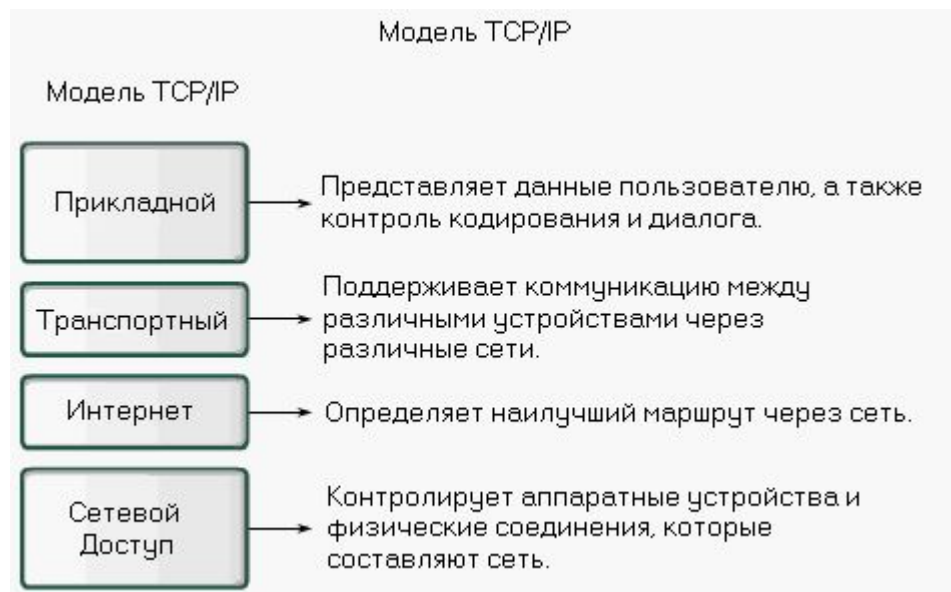 Модель TCP/IP
Модель TCP/IP
Прикладной
Представляет данные пользователю, а также
контроль кодирования и диалога.
Транспортный
Поддерживает коммуникацию между
различными устройствами через
различные сети.
Интернет
Определяет наилучший маршрут через сеть.
Сетевой
Доступ
Контролирует аппаратные устройства и
физические соединения, которые
составляют сеть.